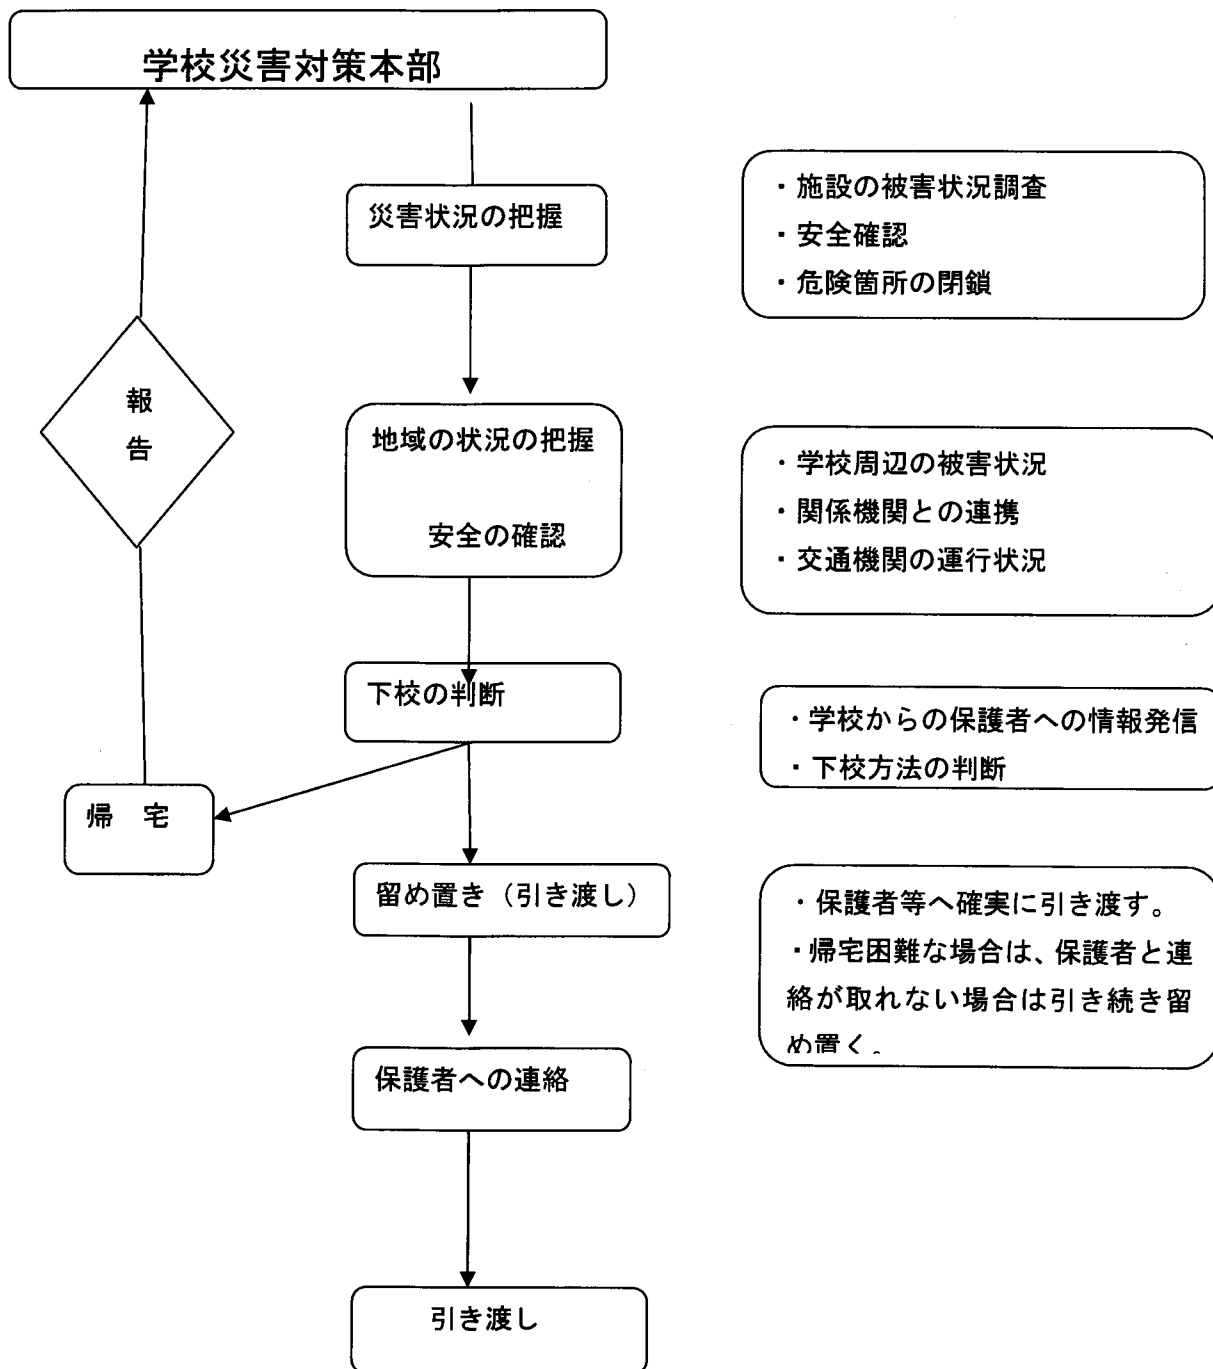 学校災害対策本部
災害状況の把握
・施設の被害状況調査
・安全確認
・危険箇所の閉鎖
報
告
地域の状況の把握
安全の確認
・学校周辺の被害状況
・関係機関との連携
・交通機関の運行状況
下校の判断
・学校からの保護者への情報発信
・下校方法の判断
帰　宅
留め置き（引き渡し）
・保護者等へ確実に引き渡す。
・帰宅困難な場合は、保護者と連
絡が取れない場合は引き続き留
め置く。
保護者への連絡
引き渡し